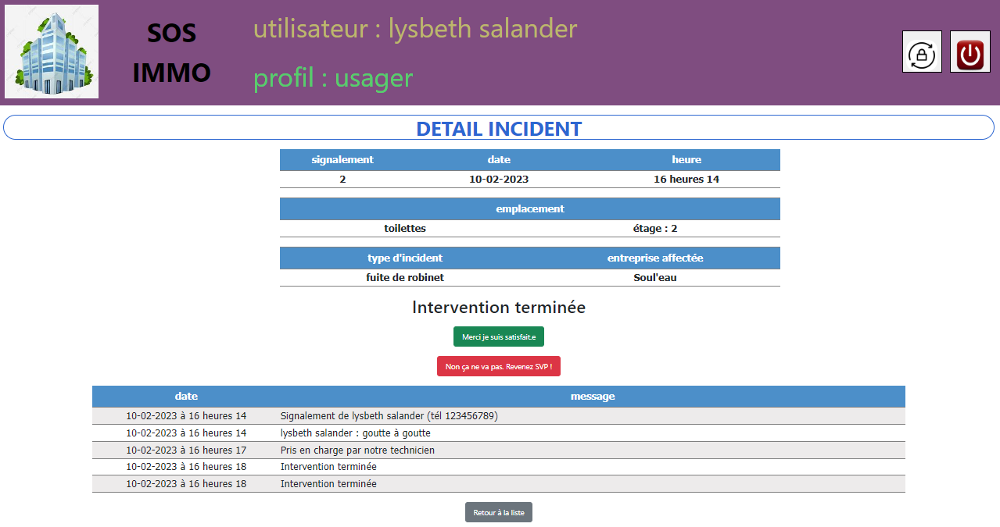 SOS
IMMO
utilisateur : lysbeth salander
profil : usager
DETAIL INCIDENT
signalement date heure
2 10-02-2023 16 heures 14
emplacement
toilettes étage : 2
type d'incident entreprise affectée
fuite de robinet Soul'eau
Intervention terminée
Merci je suis satisfait.e
Non ça ne va pas. Revenez SVP !
date message
10-02-2023 à 16 heures 14 Signalement de lysbeth salander (tél 123456789)
10-02-2023 à 16 heures 14 lysbeth salander : goutte à goutte
10-02-2023 à 16 heures 17 Pris en charge par notre technicien
10-02-2023 à 16 heures 18 Intervention terminée
10-02-2023 à 16 heures 18 Intervention terminée
Retour à la liste